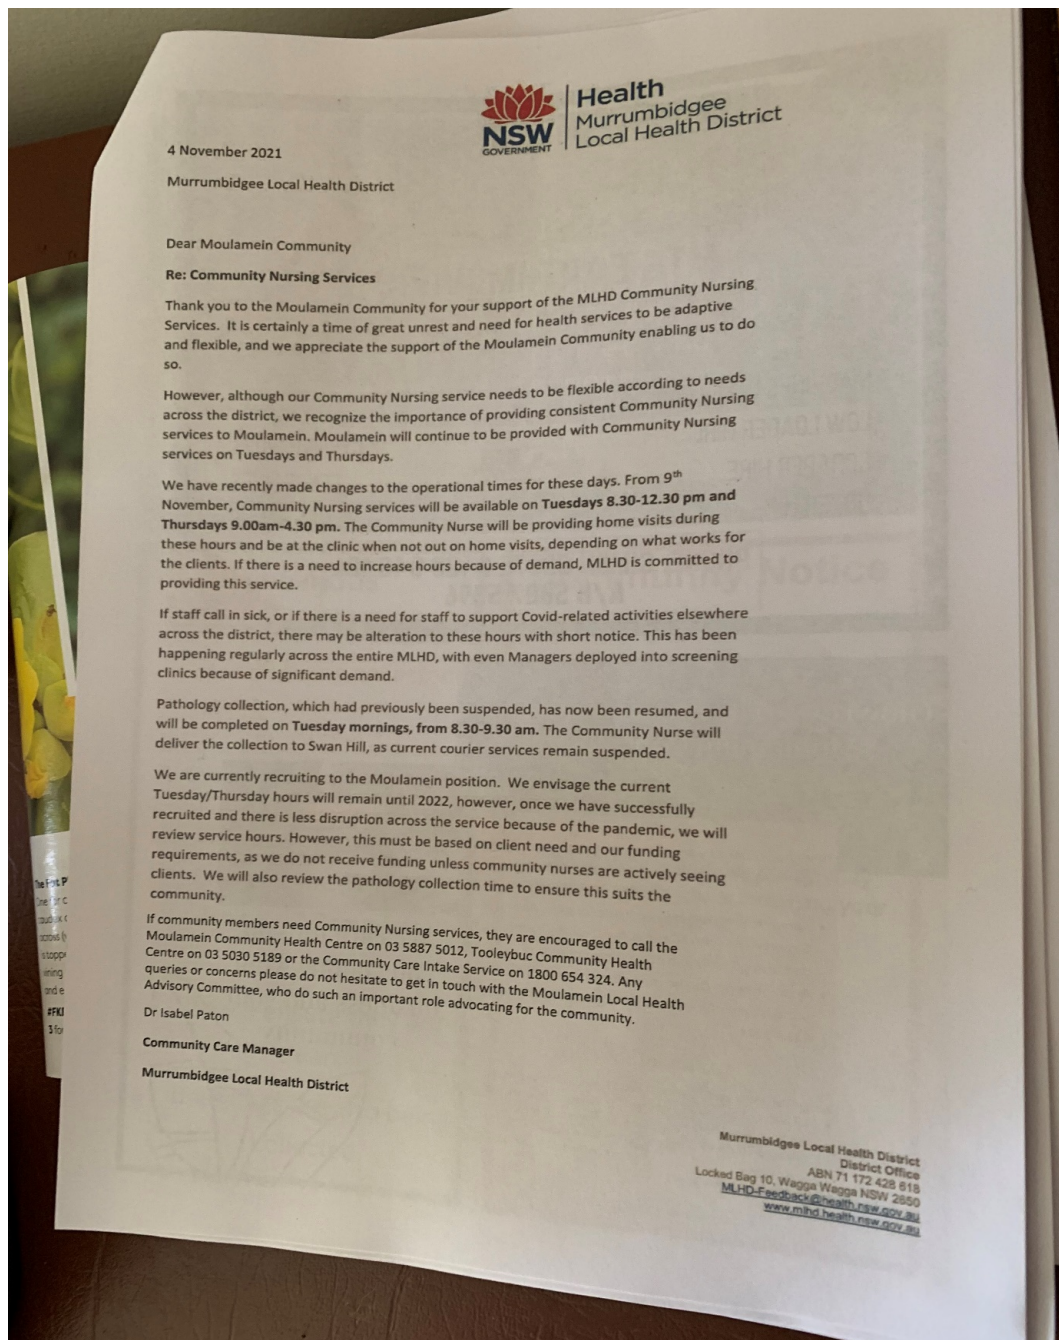 NSW
GOVERNMENT
Health
Murrumbidgee
Local Health District
4 November 2021
Murrumbidgee Local Health District
Dear Moulamein Community
Re: Community Nursing Services
Thank you to the Moulamein Community for your support of the MLHD Community Nursing
Services. It is certainly a time of great unrest and need for health services to be adaptive
and flexible, and we appreciate the support of the Moulamein Community enabling us to do
so.
However, although our Community Nursing service needs to be flexible according to needs
across the district, we recognize the importance of providing consistent Community Nursing
services to Moulamein. Moulamein will continue to be provided with Community Nursing
services on Tuesdays and Thursdays.
We have recently made changes to the operational times for these days. From 9th
November, Community Nursing services will be available on Tuesdays 8.30-12.30 pm and
Thursdays 9.00am-4.30 pm. The Community Nurse will be providing home visits during
these hours and be at the clinic when not out on home visits, depending on what works for
the clients. If there is a need to increase hours because of demand, MLHD is committed to
providing this service.
If staff call in sick, or if there is a need for staff to support Covid-related activities elsewhere
across the district, there may be alteration to these hours with short notice. This has been
happening regularly across the entire MLHD, with even Managers deployed into screening
clinics because of significant demand.
Pathology collection, which had previously been suspended, has now been resumed, and
will be completed on Tuesday mornings, from 8.30-9.30 am. The Community Nurse will
deliver the collection to Swan Hill, as current courier services remain suspended.
We are currently recruiting to the Moulamein position. We envisage the current
Tuesday/Thursday hours will remain until 2022, however, once we have successfully
recruited and there is less disruption across the service because of the pandemic, we will
review service hours. However, this must be based on client need and our funding
requirements, as we do not receive funding unless community nurses are actively seeing
clients. We will also review the pathology collection time to ensure this suits the
community.
If community members need Community Nursing services, they are encouraged to call the
Moulamein Community Health Centre on 03 5887 5012, Tooleybuc Community Health
Centre on 03 5030 5189 or the Community Care Intake Service on 1800 654 324. Any
queries or concerns please do not hesitate to get in touch with the Moulamein Local Health
Advisory Committee, who do such an important role advocating for the community.
Dr Isabel Paton
Community Care Manager
Murrumbidgee Local Health District
Murrumbidgee Local Health District
District Office
ABN 71 172 428 618
Locked Bag 10, Wagga Wagga NSW 2650
MLHD-Feedback@health.nsw.gov.au
www.mlhd.health.nsw.gov.au
and e
#FKI
3 for